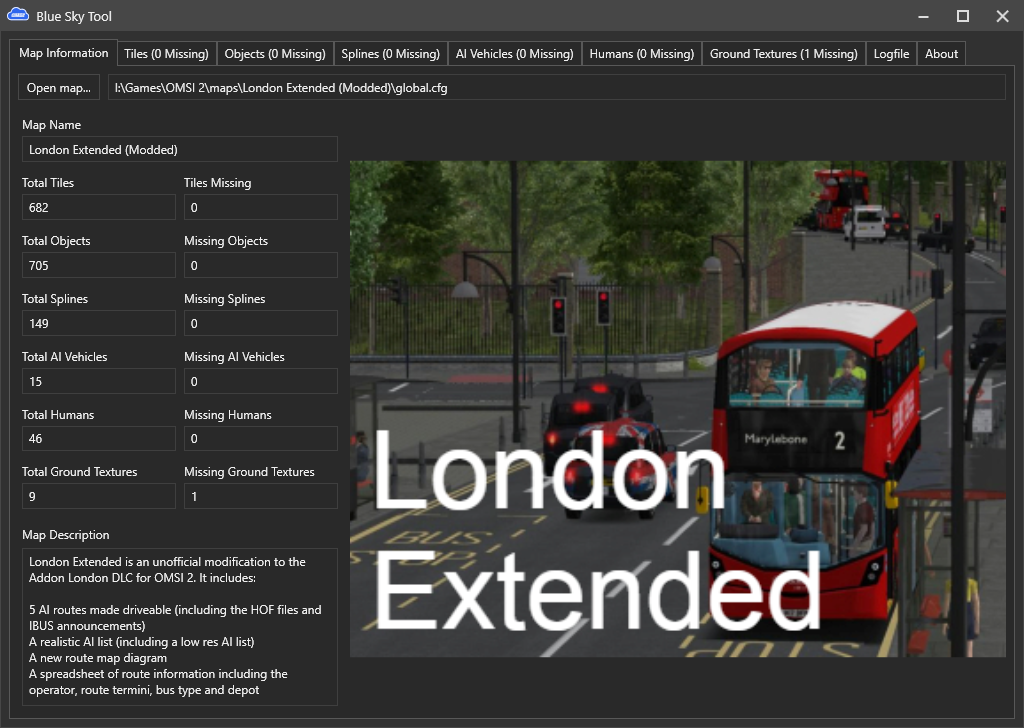 Blue Sky Tool
Map Information
Tiles (0 Missing)
Objects (0 Missing)
Splines (0 Missing)
AI Vehicles (0 Missing)
Humans (0 Missing)
Ground Textures (1 Missing)
Logfile
About
Open map...
I:\Games\OMSI 2\maps\London Extended (Modded)\global.cfg
Map Name
London Extended (Modded)
Total Tiles
Tiles Missing
682
0
Total Objects
Missing Objects
705
0
Total Splines
Missing Splines
149
0
Total AI Vehicles
Missing AI Vehicles
15
0
Total Humans
Missing Humans
46
0
Total Ground Textures
Missing Ground Textures
9
1
Map Description
London Extended is an unofficial modification to the
Addon London DLC for OMSI 2. It includes:
5 AI routes made driveable (including the HOF files and
IBUS announcements)
A realistic AI list (including a low res AI list)
A new route map diagram
A spreadsheet of route information including the
operator, route termini, bus type and depot
Marylebone 2
London
Extended
BUS
STOP